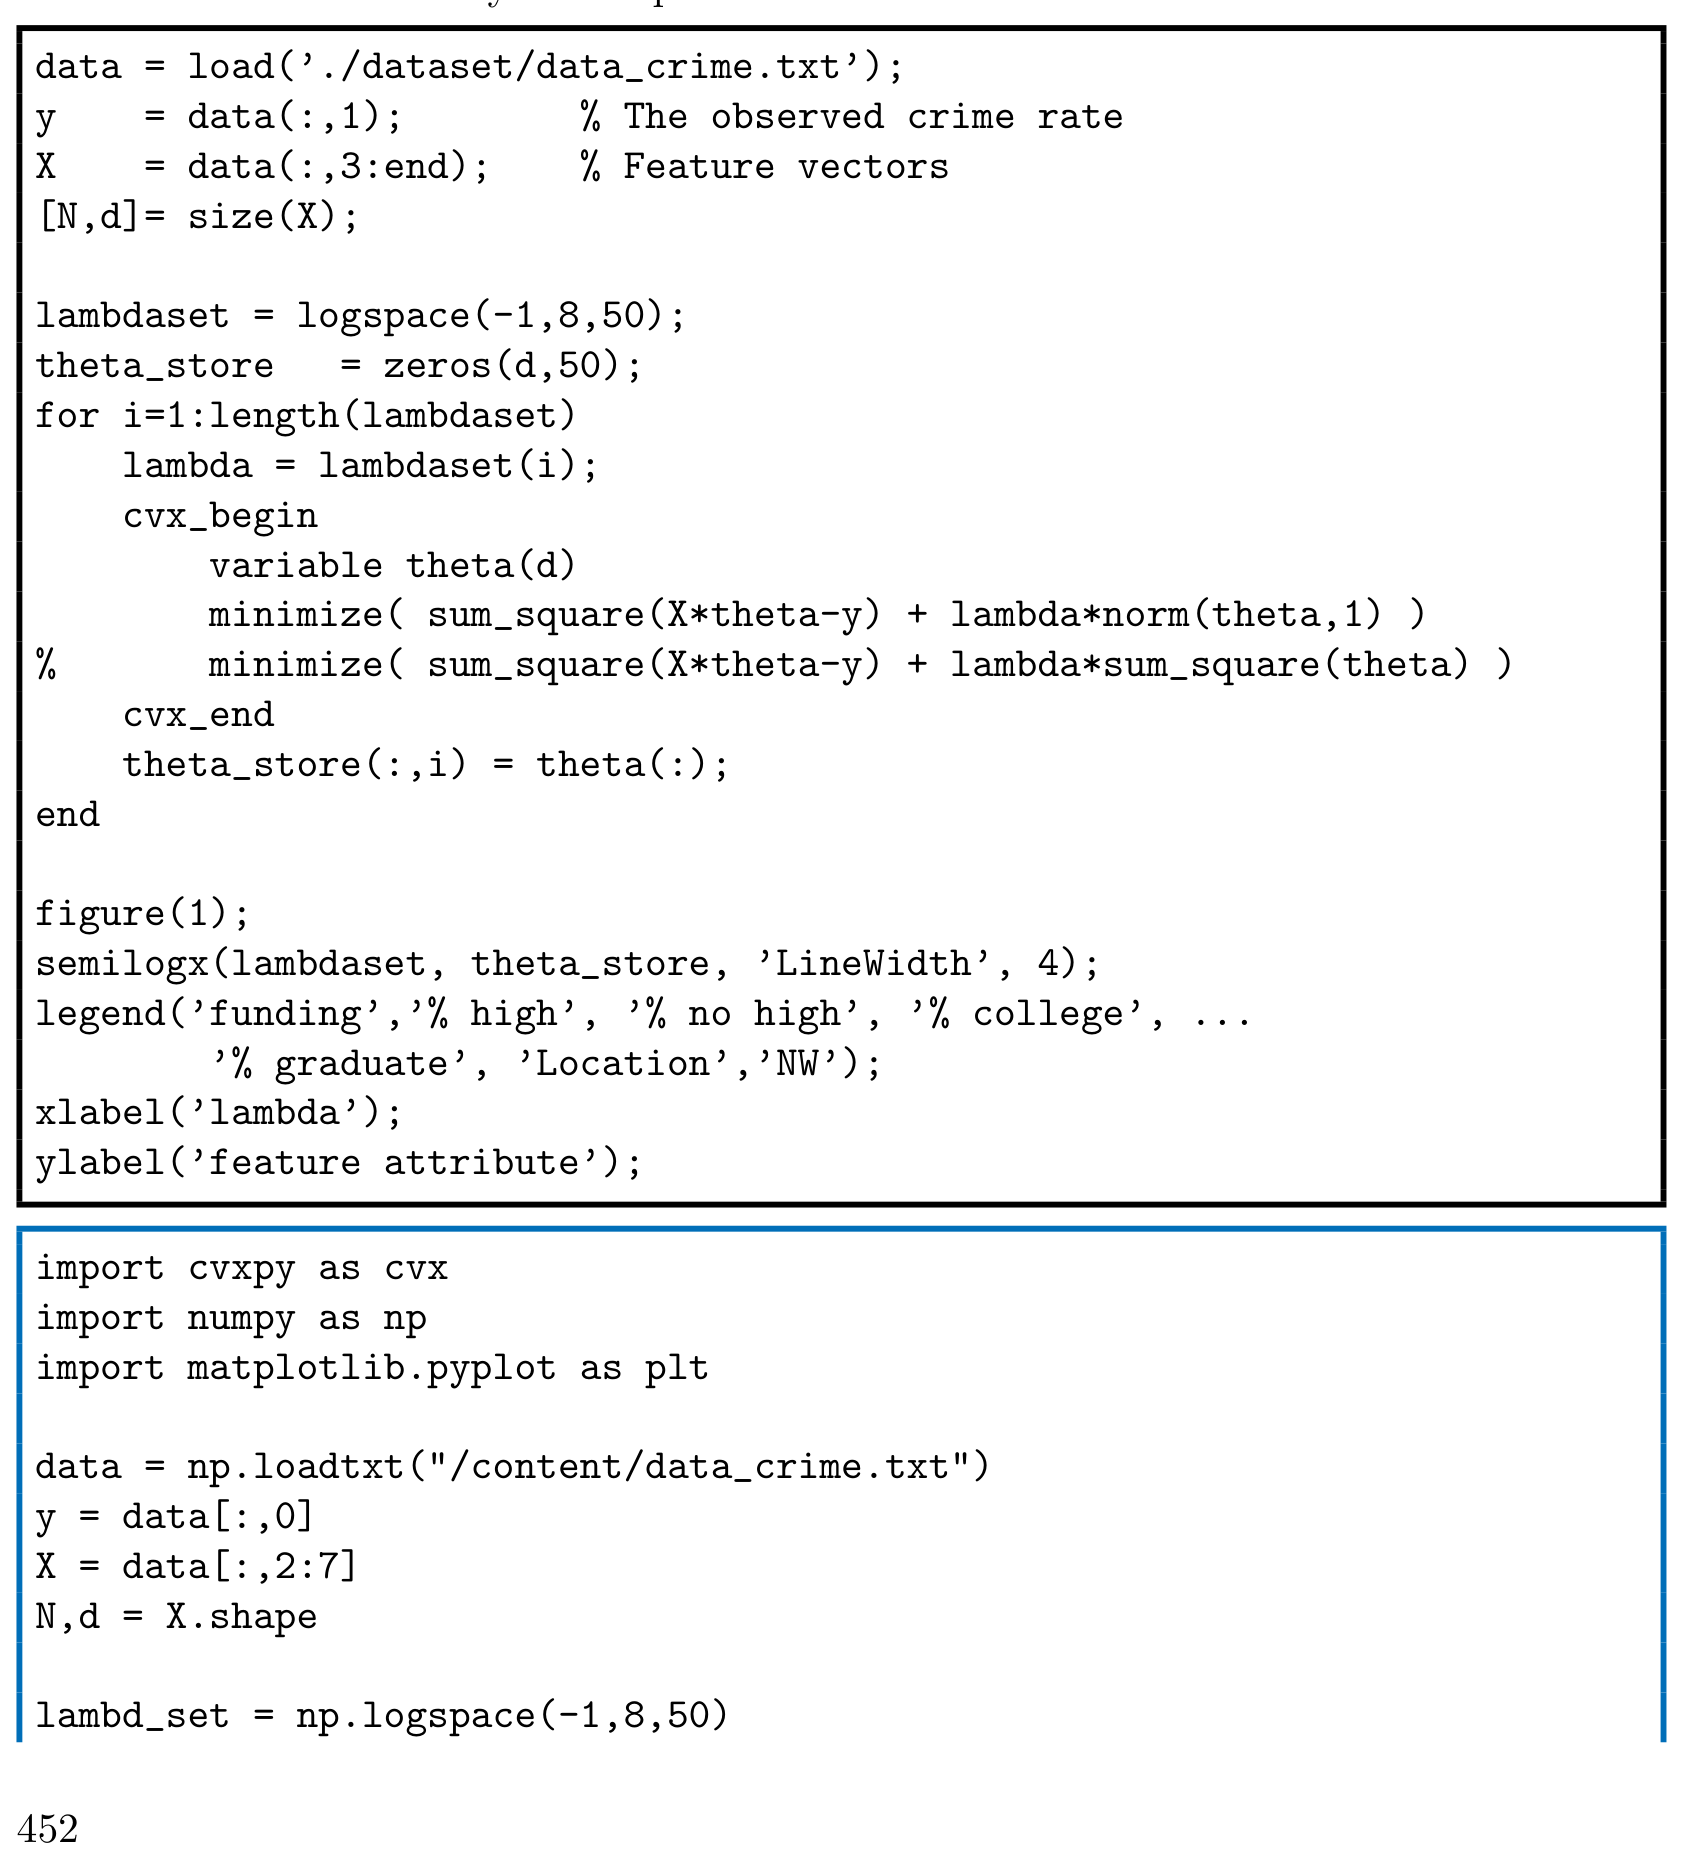 data = load('./dataset/data_crime.txt');
y    = data(:,1);        % The observed crime rate
X    = data(:,3:end);    % Feature vectors
[N,d]= size(X);

lambdaset = logspace(-1,8,50);
theta_store   = zeros(d,50);
for i=1:length(lambdaset)
    lambda = lambdaset(i);
    cvx_begin
        variable theta(d)
        minimize( sum_square(X*theta-y) + lambda*norm(theta,1) )
%       minimize( sum_square(X*theta-y) + lambda*sum_square(theta) )
    cvx_end
    theta_store(:,i) = theta(:);
end

figure(1);
semilogx(lambdaset, theta_store, 'LineWidth', 4);
legend('funding','% high', '% no high', '% college', ...
        '% graduate', 'Location','NW');
xlabel('lambda');
ylabel('feature attribute');
import cvxpy as cvx
import numpy as np
import matplotlib.pyplot as plt

data = np.loadtxt("/content/data_crime.txt")
y = data[:,0]
X = data[:,2:7]
N,d = X.shape

lambd_set = np.logspace(-1,8,50)
452